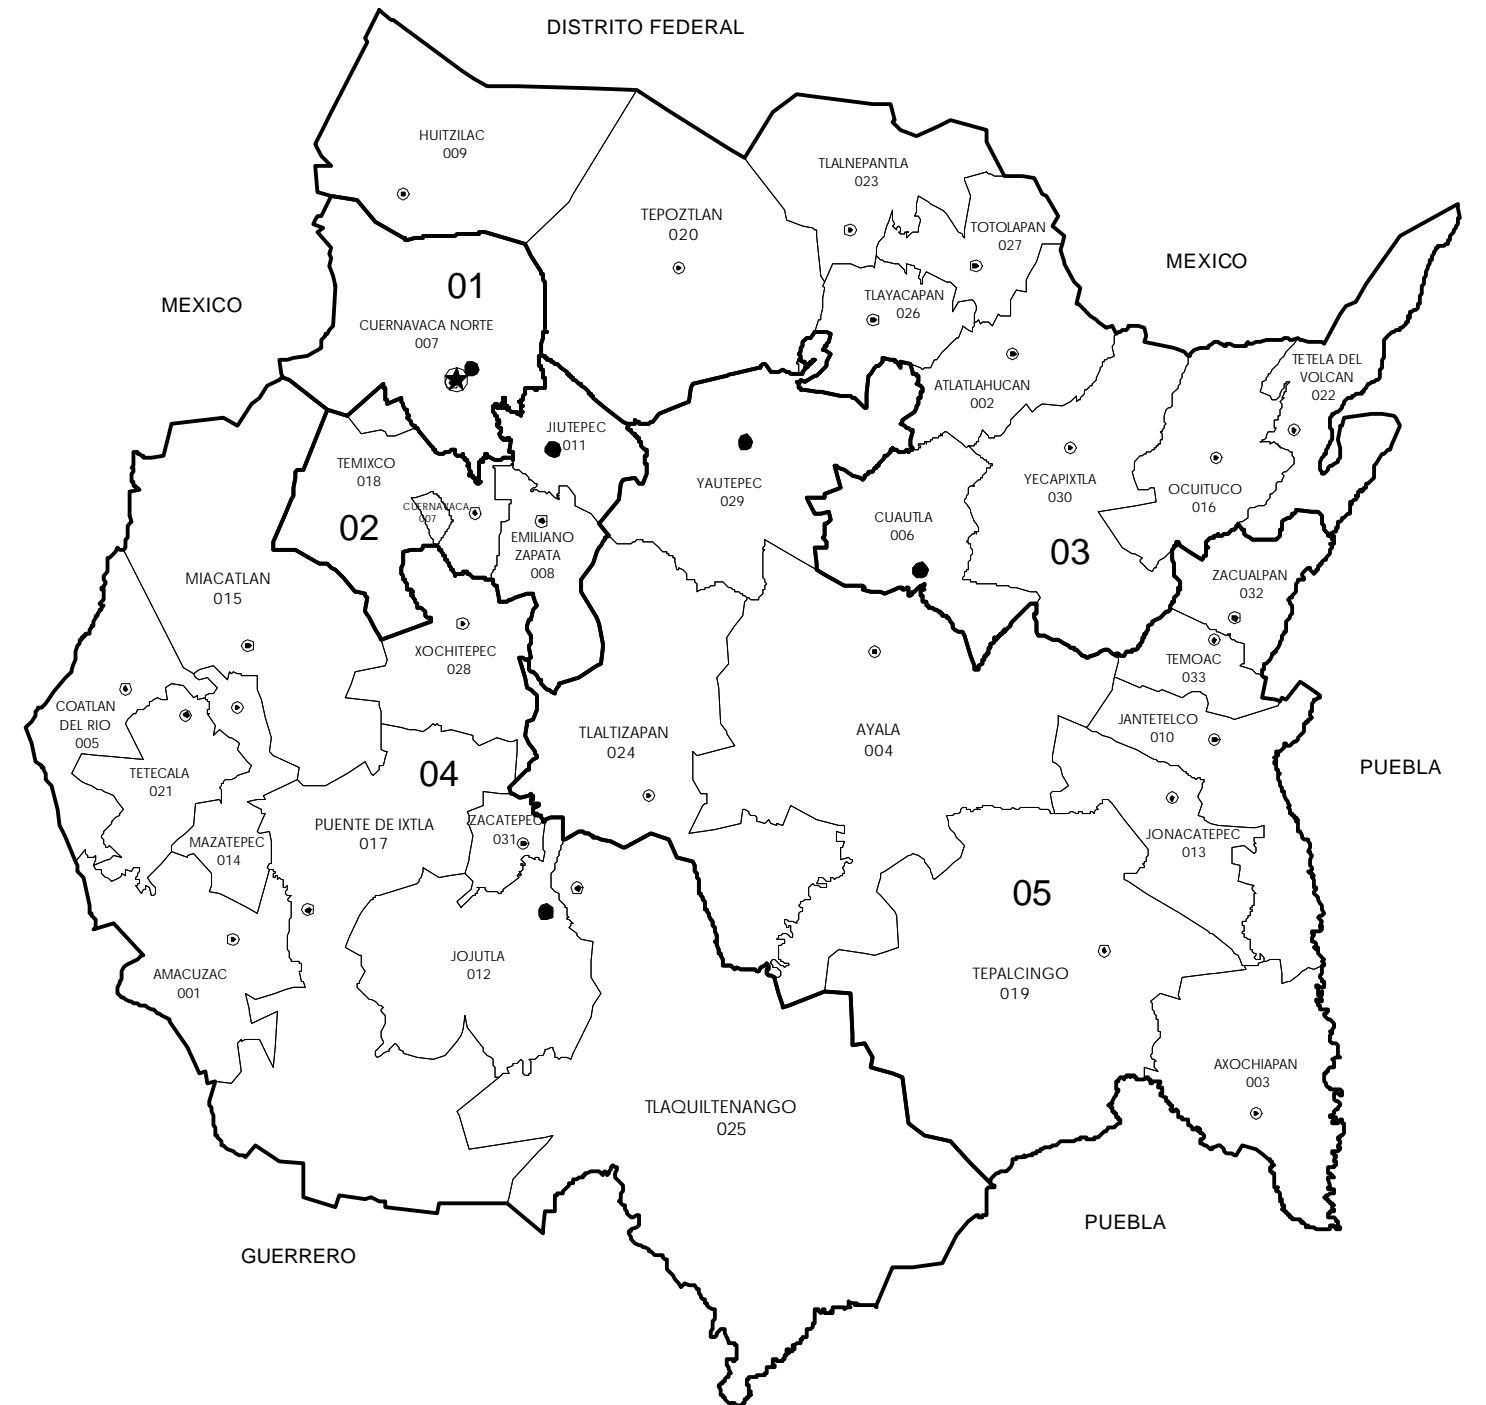 DISTRITO FEDERAL
HUITZILAC
009
TLALNEPANTLA
023
TEPOZTLAN
020
TOTOLAPAN
027
MEXICO
MEXICO
01
TLAYACAPAN
026
CUERNAVACA NORTE
007
TETELA DEL
VOLCAN
022
ATLATLAHUCAN
002
JIUTEPEC
011
TEMIXCO
018
YAUTEPEC
029
YECAPIXTLA
030
OCUITUCO
016
CUERNAVACA
007
02
CUAUTLA
006
EMILIANO
ZAPATA
008
03
MIACATLAN
015
ZACUALPAN
032
XOCHITEPEC
028
TEMOAC
033
COATLAN
DEL RIO
005
JANTETELCO
010
TLALTIZAPAN
024
AYALA
004
PUEBLA
TETECALA
021
04
ZACATEPEC
031
PUENTE DE IXTLA
017
JONACATEPEC
013
MAZATEPEC
014
05
JOJUTLA
012
AMACUZAC
001
TEPALCINGO
019
AXOCHIAPAN
003
TLAQUILTENANGO
025
PUEBLA
GUERRERO